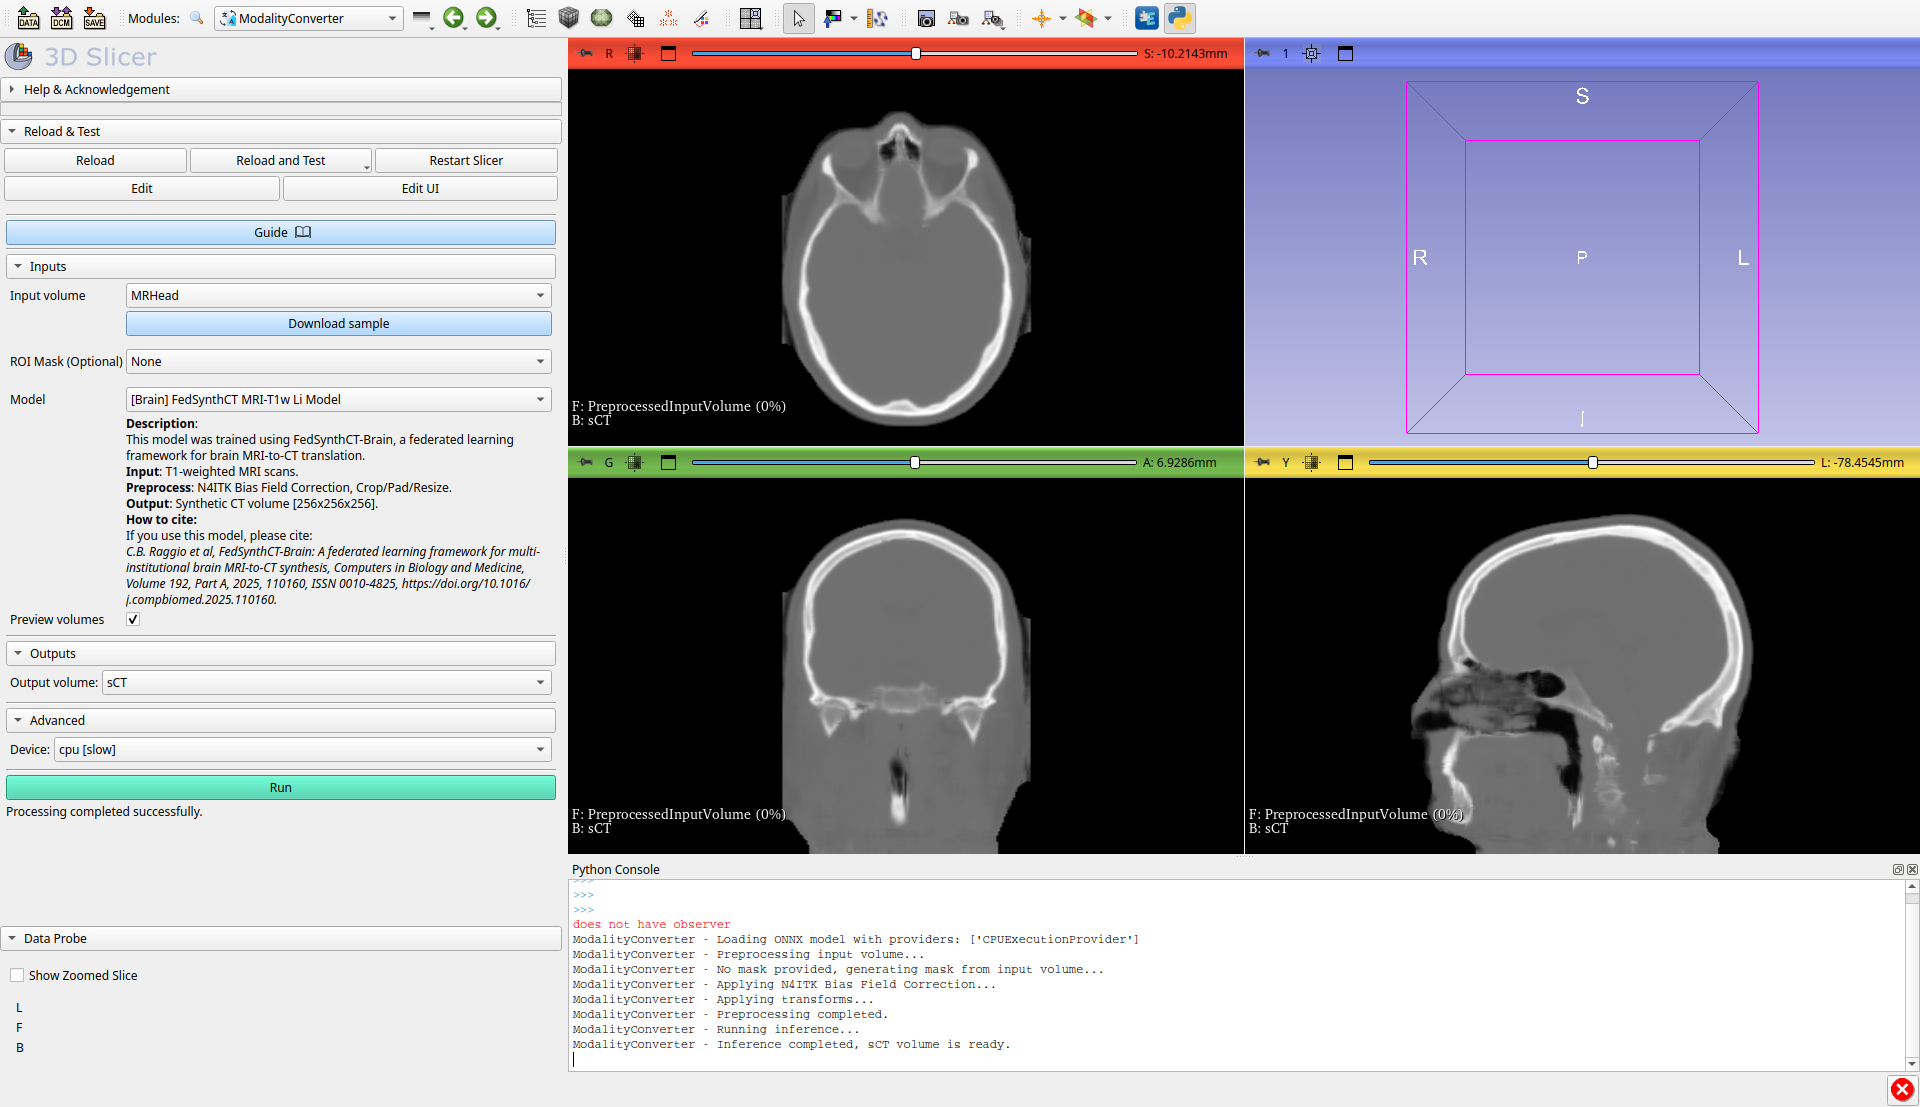 DATA
DCM
SAVE
Modules:
ModalityConverter
3D Slicer
Help & Acknowledgement
Reload & Test
Reload
Reload and Test
Restart Slicer
Edit
Edit UI
Guide
Inputs
Input volume
MRHead
Download sample
ROI Mask (Optional)
None
Model
[Brain] FedSynthCT MRI-T1w Li Model
Description:
This model was trained using FedSynthCT-Brain, a federated learning
framework for brain MRI-to-CT translation.
Input: T1-weighted MRI scans.
Preprocess: N4ITK Bias Field Correction, Crop/Pad/Resize.
Output: Synthetic CT volume [256x256x256].
How to cite:
If you use this model, please cite:
C.B. Raggio et al, FedSynthCT-Brain: A federated learning framework for multi-
institutional brain MRI-to-CT synthesis, Computers in Biology and Medicine,
Volume 192, Part A, 2025, 110160, ISSN 0010-4825, https://doi.org/10.1016/
j.compbiomed.2025.110160.
Preview volumes
Outputs
Output volume:
sCT
Advanced
Device:
cpu [slow]
Run
Processing completed successfully.
Data Probe
Show Zoomed Slice
L
F
B
R
S: -10.2143mm
F: PreprocessedInputVolume (0%)
B: sCT
1
S
R
P
L
I
G
A: 6.9286mm
F: PreprocessedInputVolume (0%)
B: sCT
Y
L: -78.4545mm
F: PreprocessedInputVolume (0%)
B: sCT
Python Console
>>>
>>>
>>>
does not have observer
ModalityConverter - Loading ONNX model with providers: ['CPUExecutionProvider']
ModalityConverter - Preprocessing input volume...
ModalityConverter - No mask provided, generating mask from input volume...
ModalityConverter - Applying N4ITK Bias Field Correction...
ModalityConverter - Applying transforms...
ModalityConverter - Preprocessing completed.
ModalityConverter - Running inference...
ModalityConverter - Inference completed, sCT volume is ready.